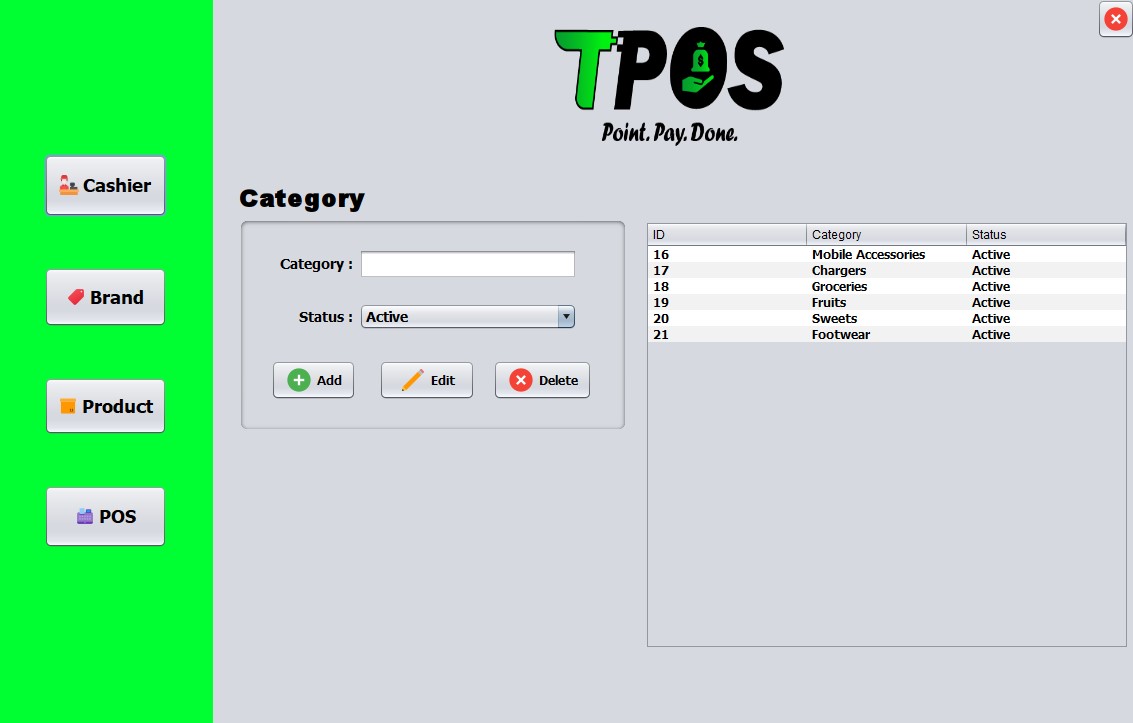 TPOS
Point. Pay. Done.
Cashier
Brand
Product
POS
Category
Category :
Status : Active
Add Edit Delete
ID Category Status
16 Mobile Accessories Active
17 Chargers Active
18 Groceries Active
19 Fruits Active
20 Sweets Active
21 Footwear Active